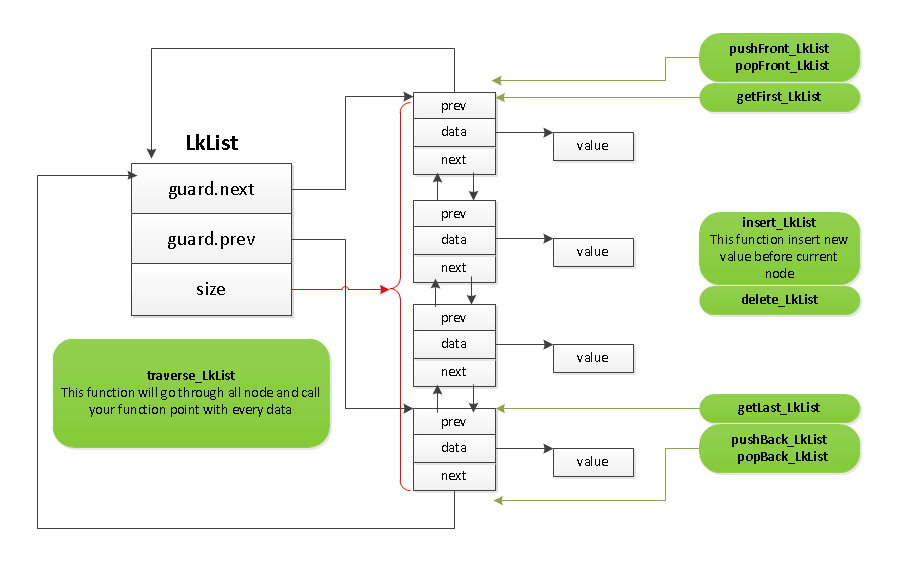 LkList
guard.next
guard.prev
size
traverse_LkList
This function will go through all node and call
your function point with every data
prev
data
next
value
prev
data
next
value
prev
data
next
value
prev
data
next
value
pushFront_LkList
popFront_LkList
getFirst_LkList
insert_LkList
This function insert new
value before current
node
delete_LkList
getLast_LkList
pushBack_LkList
popBack_LkList